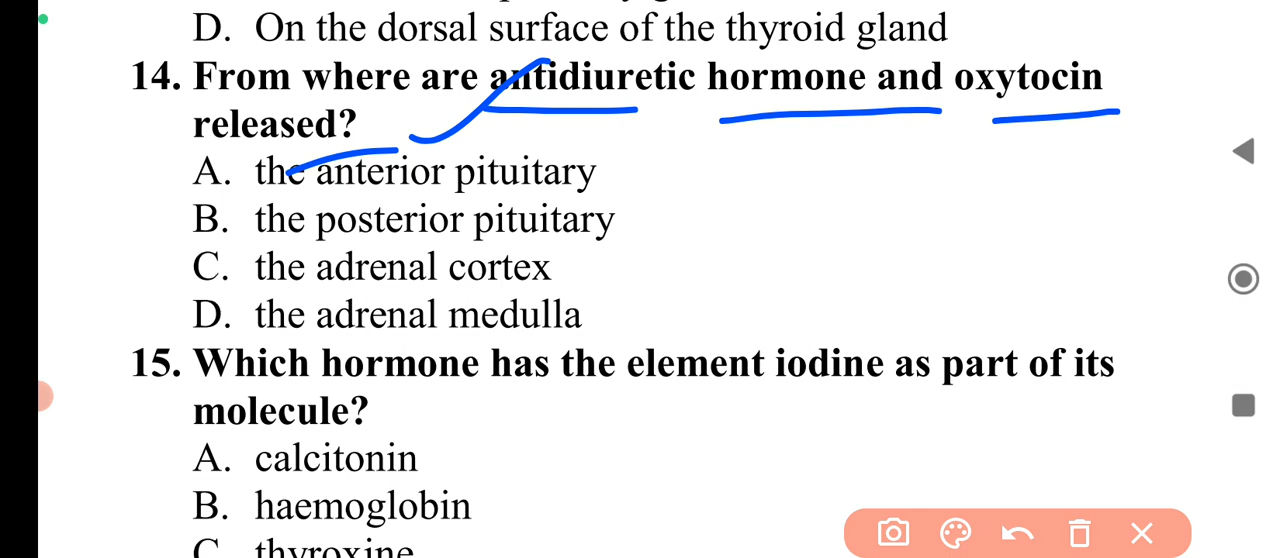 D. On the dorsal surface of the thyroid gland
14. From where are antidiuretic hormone and oxytocin
released?
A. the anterior pituitary
B. the posterior pituitary
C. the adrenal cortex
D. the adrenal medulla
15. Which hormone has the element iodine as part of its
molecule?
A. calcitonin
B. haemoglobin
C. thyroxine